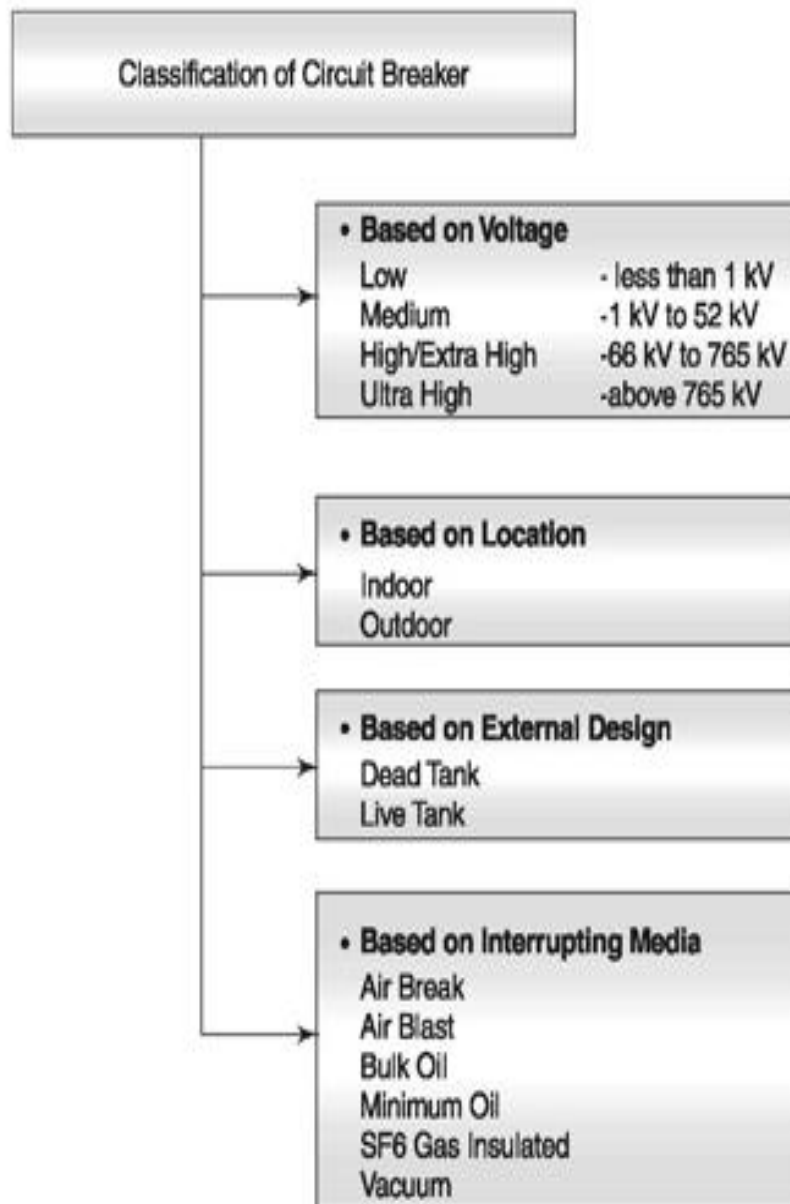 Classification of Circuit Breaker
• Based on Voltage
Low - less than 1 kV
Medium -1 kV to 52 kV
High/Extra High -66 kV to 765 kV
Ultra High -above 765 kV
• Based on Location
Indoor
Outdoor
• Based on External Design
Dead Tank
Live Tank
• Based on Interrupting Media
Air Break
Air Blast
Bulk Oil
Minimum Oil
SF6 Gas Insulated
Vacuum